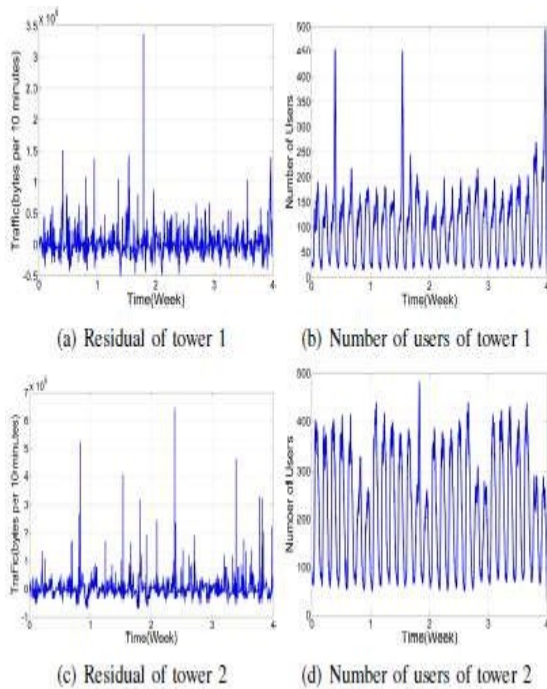 × 10
3.5
3
2.5
2
1.5
1
0.5
0
-0.5
Traffic(bytes per 10 minutes)
0 1 2 3 4
Time(Week)
(a) Residual of tower 1
500
450
400
350
300
250
200
150
100
50
0
Number of Users
0 1 2 3 4
Time(Week)
(b) Number of users of tower 1
× 10
7
6
5
4
3
2
1
0
-1
Traffic(bytes per 10minutes)
0 1 2 3 4
Time(Week)
(c) Residual of tower 2
500
400
300
200
100
0
Number of Users
0 1 2 3 4
Time(Week)
(d) Number of users of tower 2